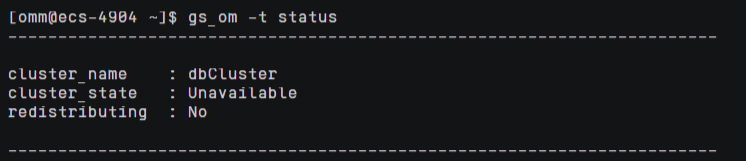 [omm@ecs-4904 ~]$ gs_om -t status
-----------------------------------------------------------------------
cluster_name    : dbCluster
cluster_state   : Unavailable
redistributing  : No
-----------------------------------------------------------------------